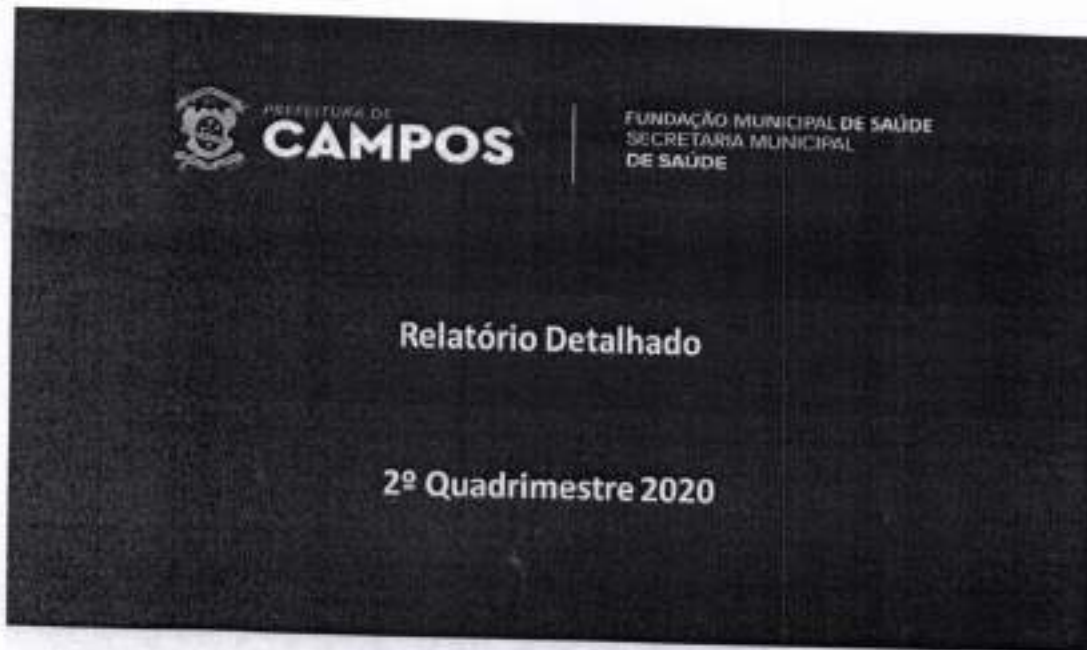 PREFEITURA DE
CAMPOS
FUNDAÇÃO MUNICIPAL DE SAÚDE
SECRETARIA MUNICIPAL
DE SAÚDE
Relatório Detalhado
2º Quadrimestre 2020